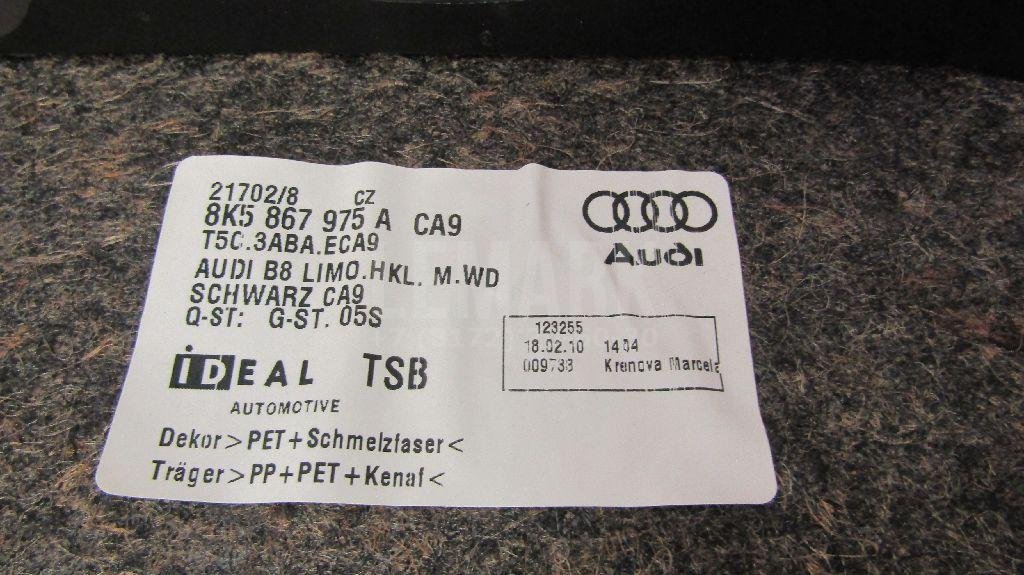 21702/8 CZ
8K5 867 975 A CA9
T5C.3ABA.ECA9
AUDI B8 LIMO.HKL. M.WD
SCHWARZ CA9
Q-ST: G-ST. 05S
Audi
123255
18.02.10 1404
009733 Krenova Marcela
iDEAL TSB
AUTOMOTIVE
Dekor>PET+Schmelzfaser<
Träger>PP+PET+Kenaf<